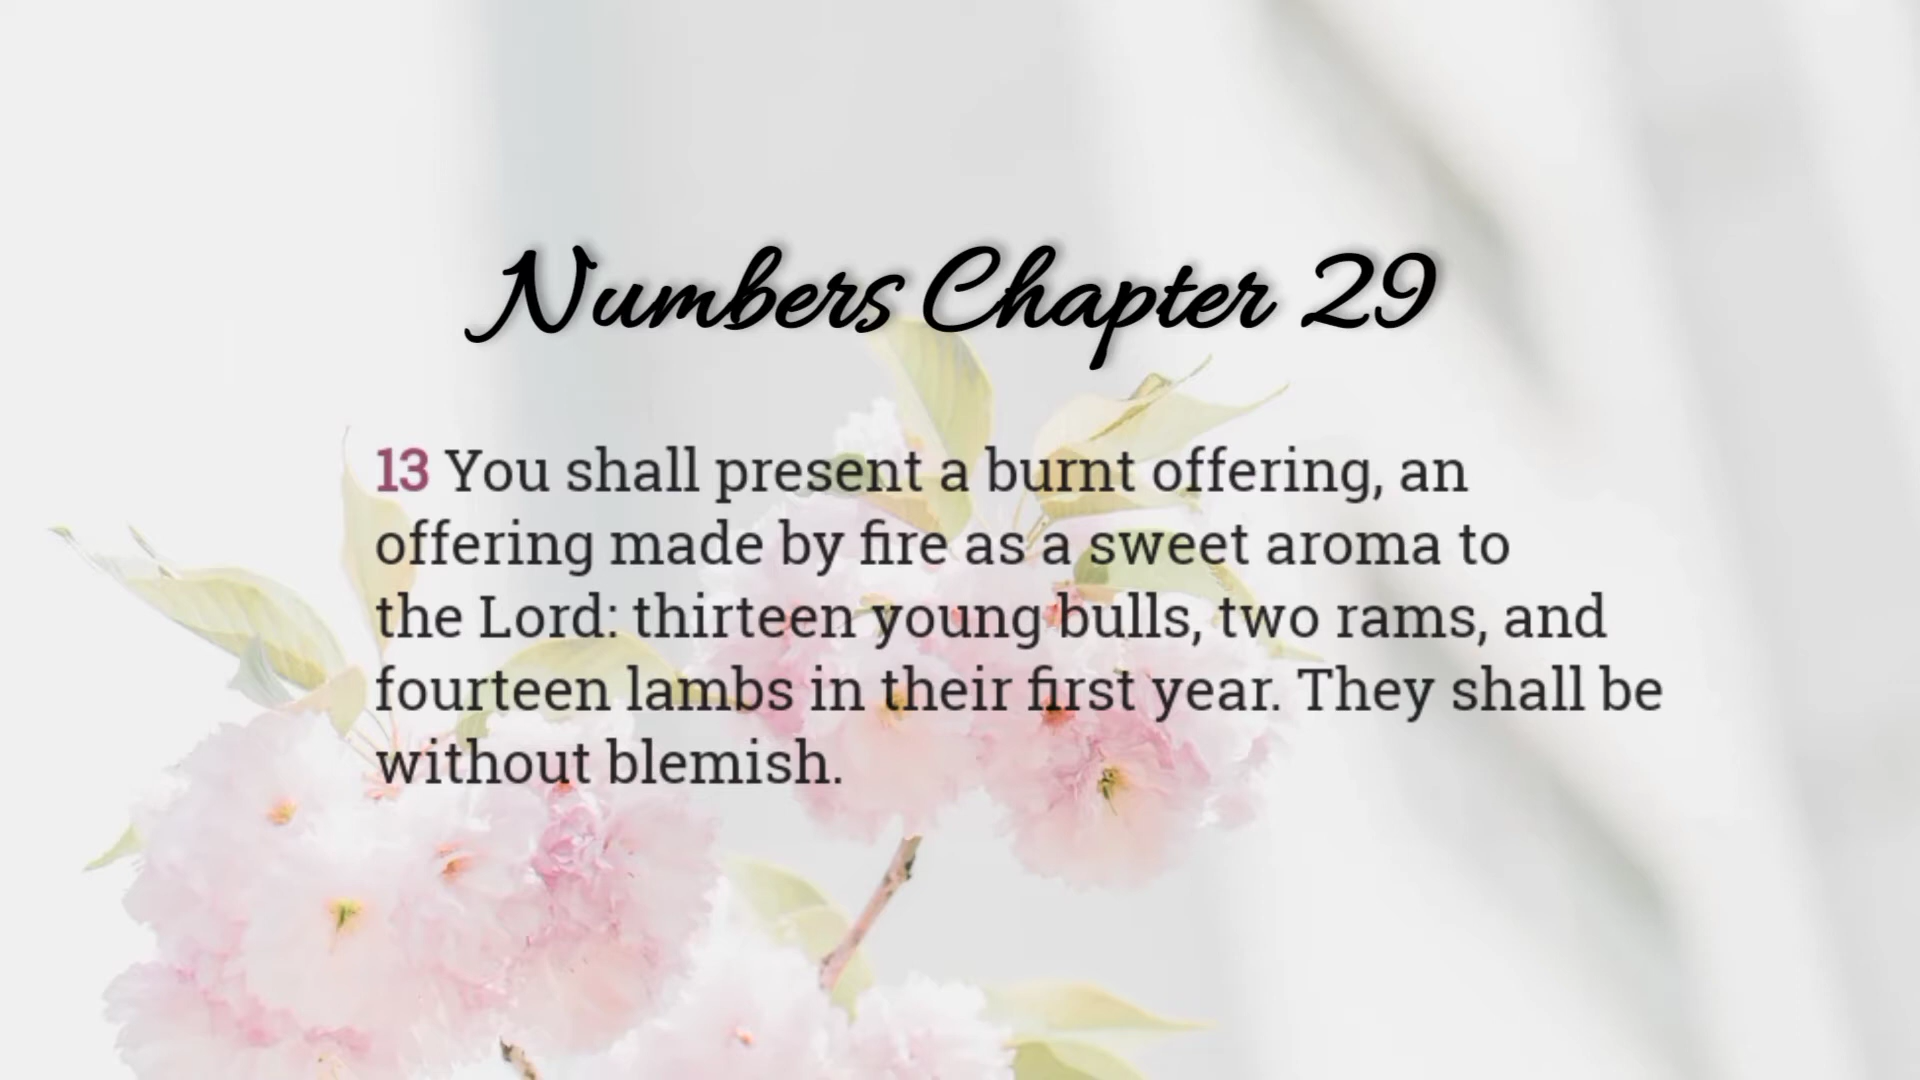 Numbers Chapter 29
13 You shall present a burnt offering, an
offering made by fire as a sweet aroma to
the Lord: thirteen young bulls, two rams, and
fourteen lambs in their first year. They shall be
without blemish.